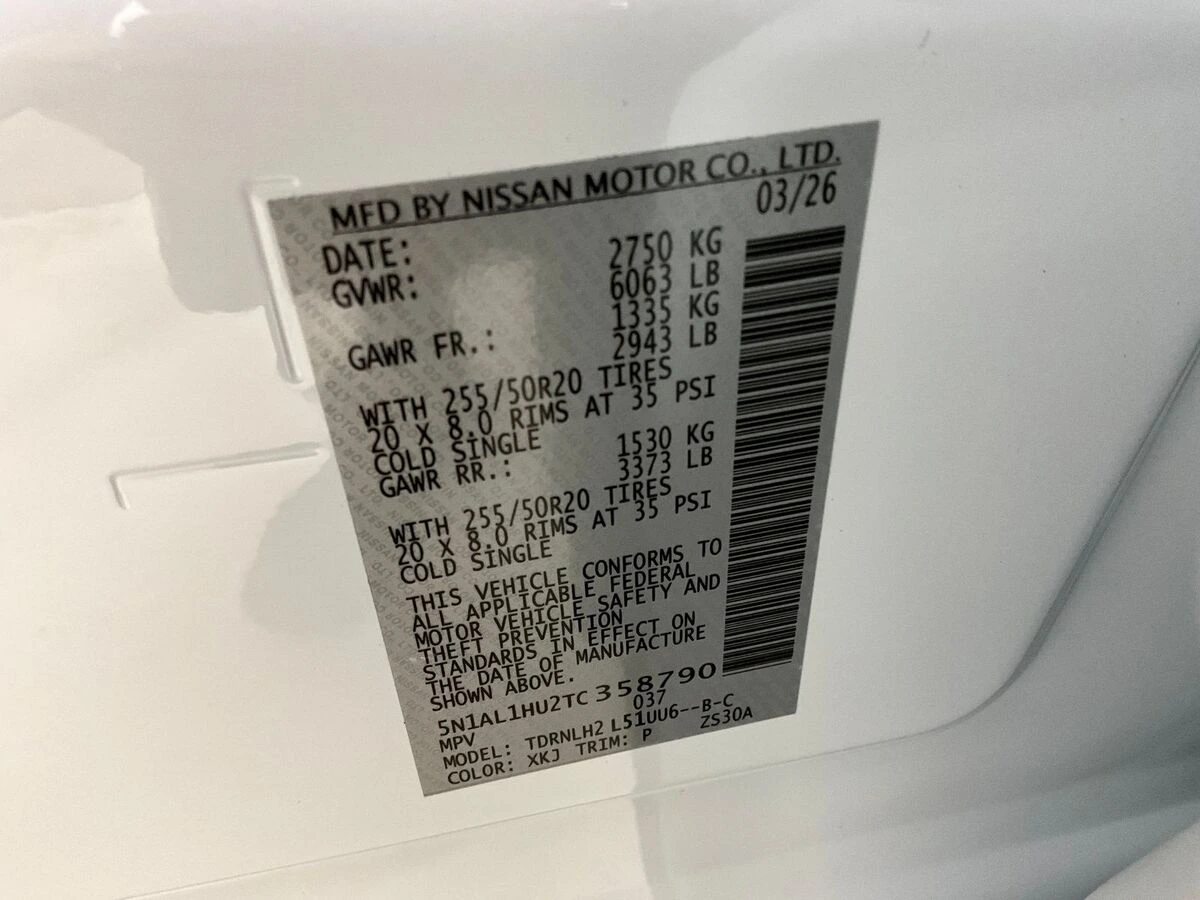 MFD BY NISSAN MOTOR CO., LTD.
DATE: 03/26
GVWR: 2750 KG
6063 LB
GAWR FR.: 1335 KG
2943 LB
WITH 255/50R20 TIRES
20 X 8.0 RIMS AT 35 PSI
COLD SINGLE
GAWR RR.: 1530 KG
3373 LB
WITH 255/50R20 TIRES
20 X 8.0 RIMS AT 35 PSI
COLD SINGLE
THIS VEHICLE CONFORMS TO
ALL APPLICABLE FEDERAL
MOTOR VEHICLE SAFETY AND
THEFT PREVENTION
STANDARDS IN EFFECT ON
THE DATE OF MANUFACTURE
SHOWN ABOVE.
5N1AL1HU2TC358790
MPV 037
MODEL: TDRNLH2 L51UU6--B-C
COLOR: XKJ TRIM: P ZS30A